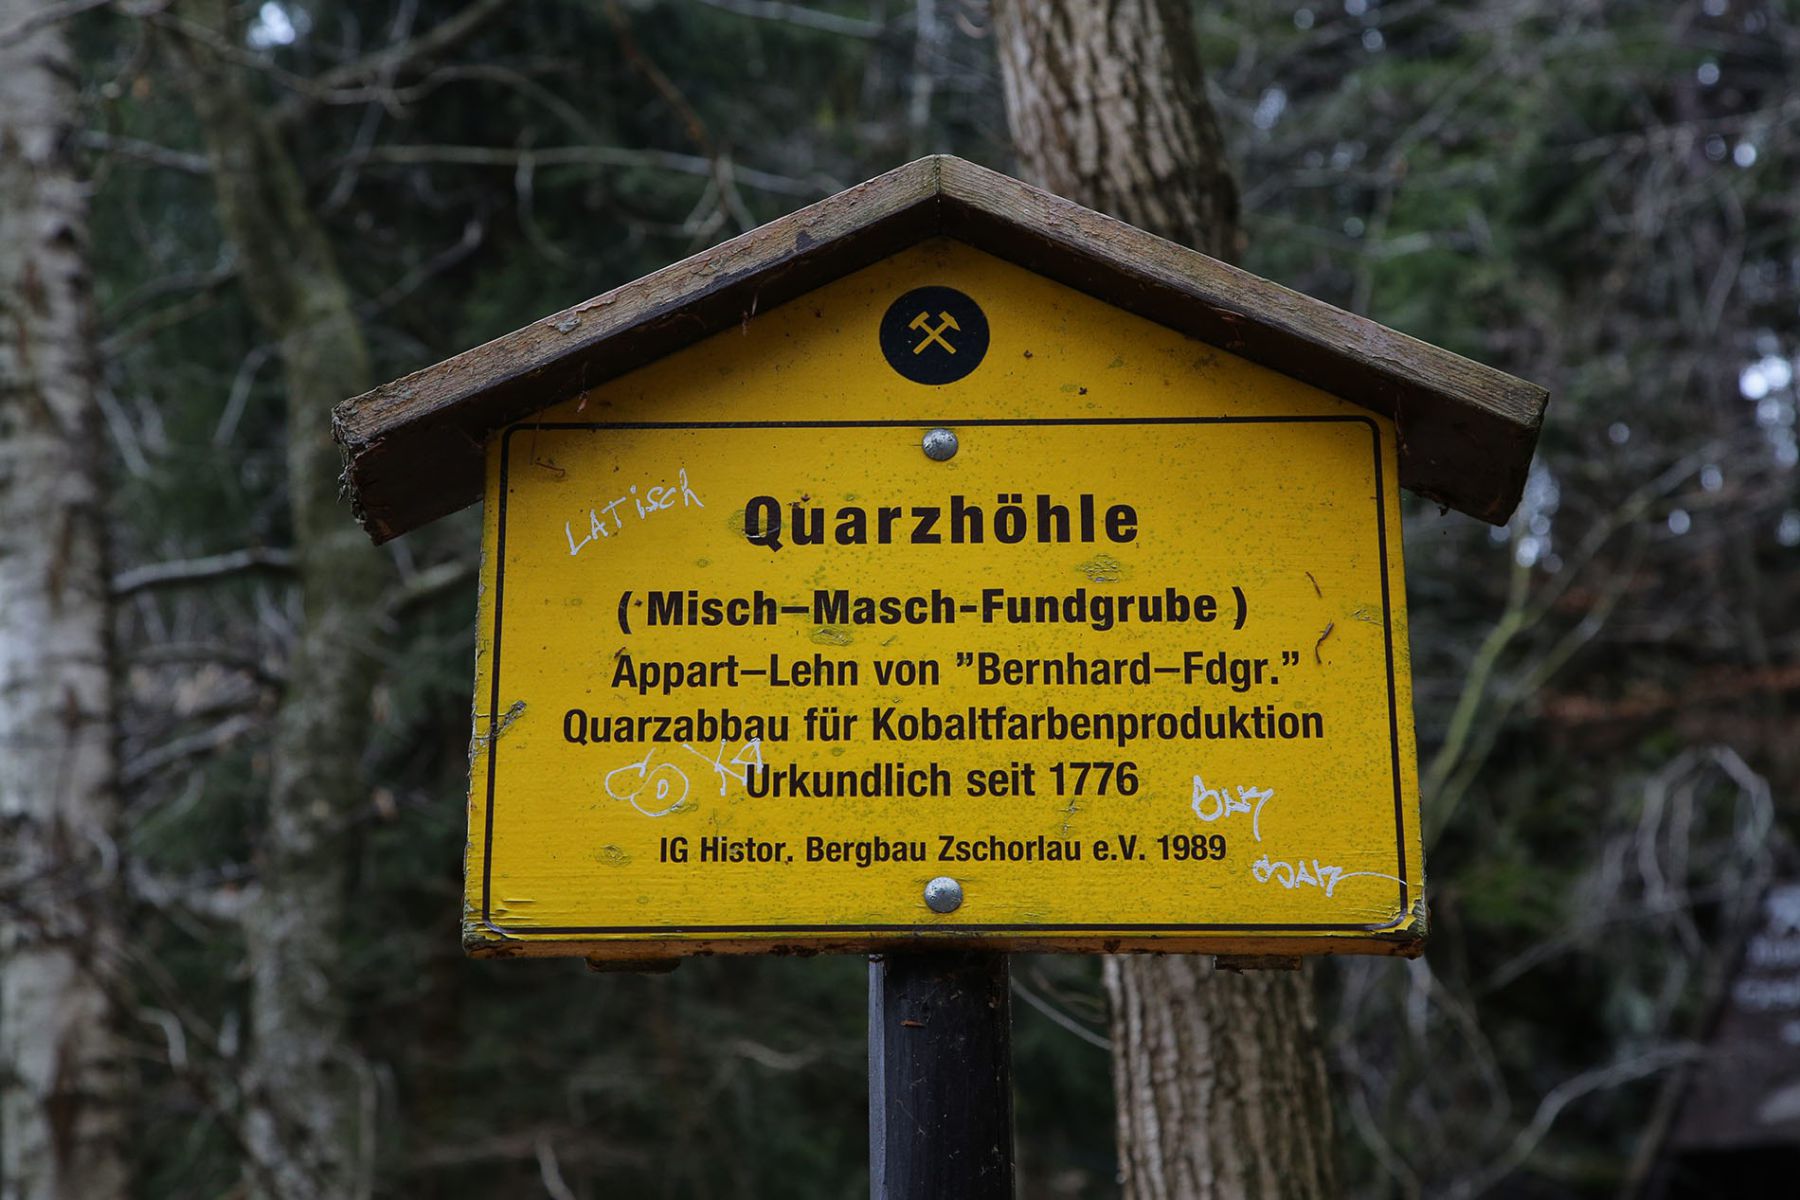 LATisch
Quarzhöhle
(Misch–Masch-Fundgrube)
Appart–Lehn von ”Bernhard–Fdgr.”
Quarzabbau für Kobaltfarbenproduktion
Urkundlich seit 1776
IG Histor. Bergbau Zschorlau e.V. 1989